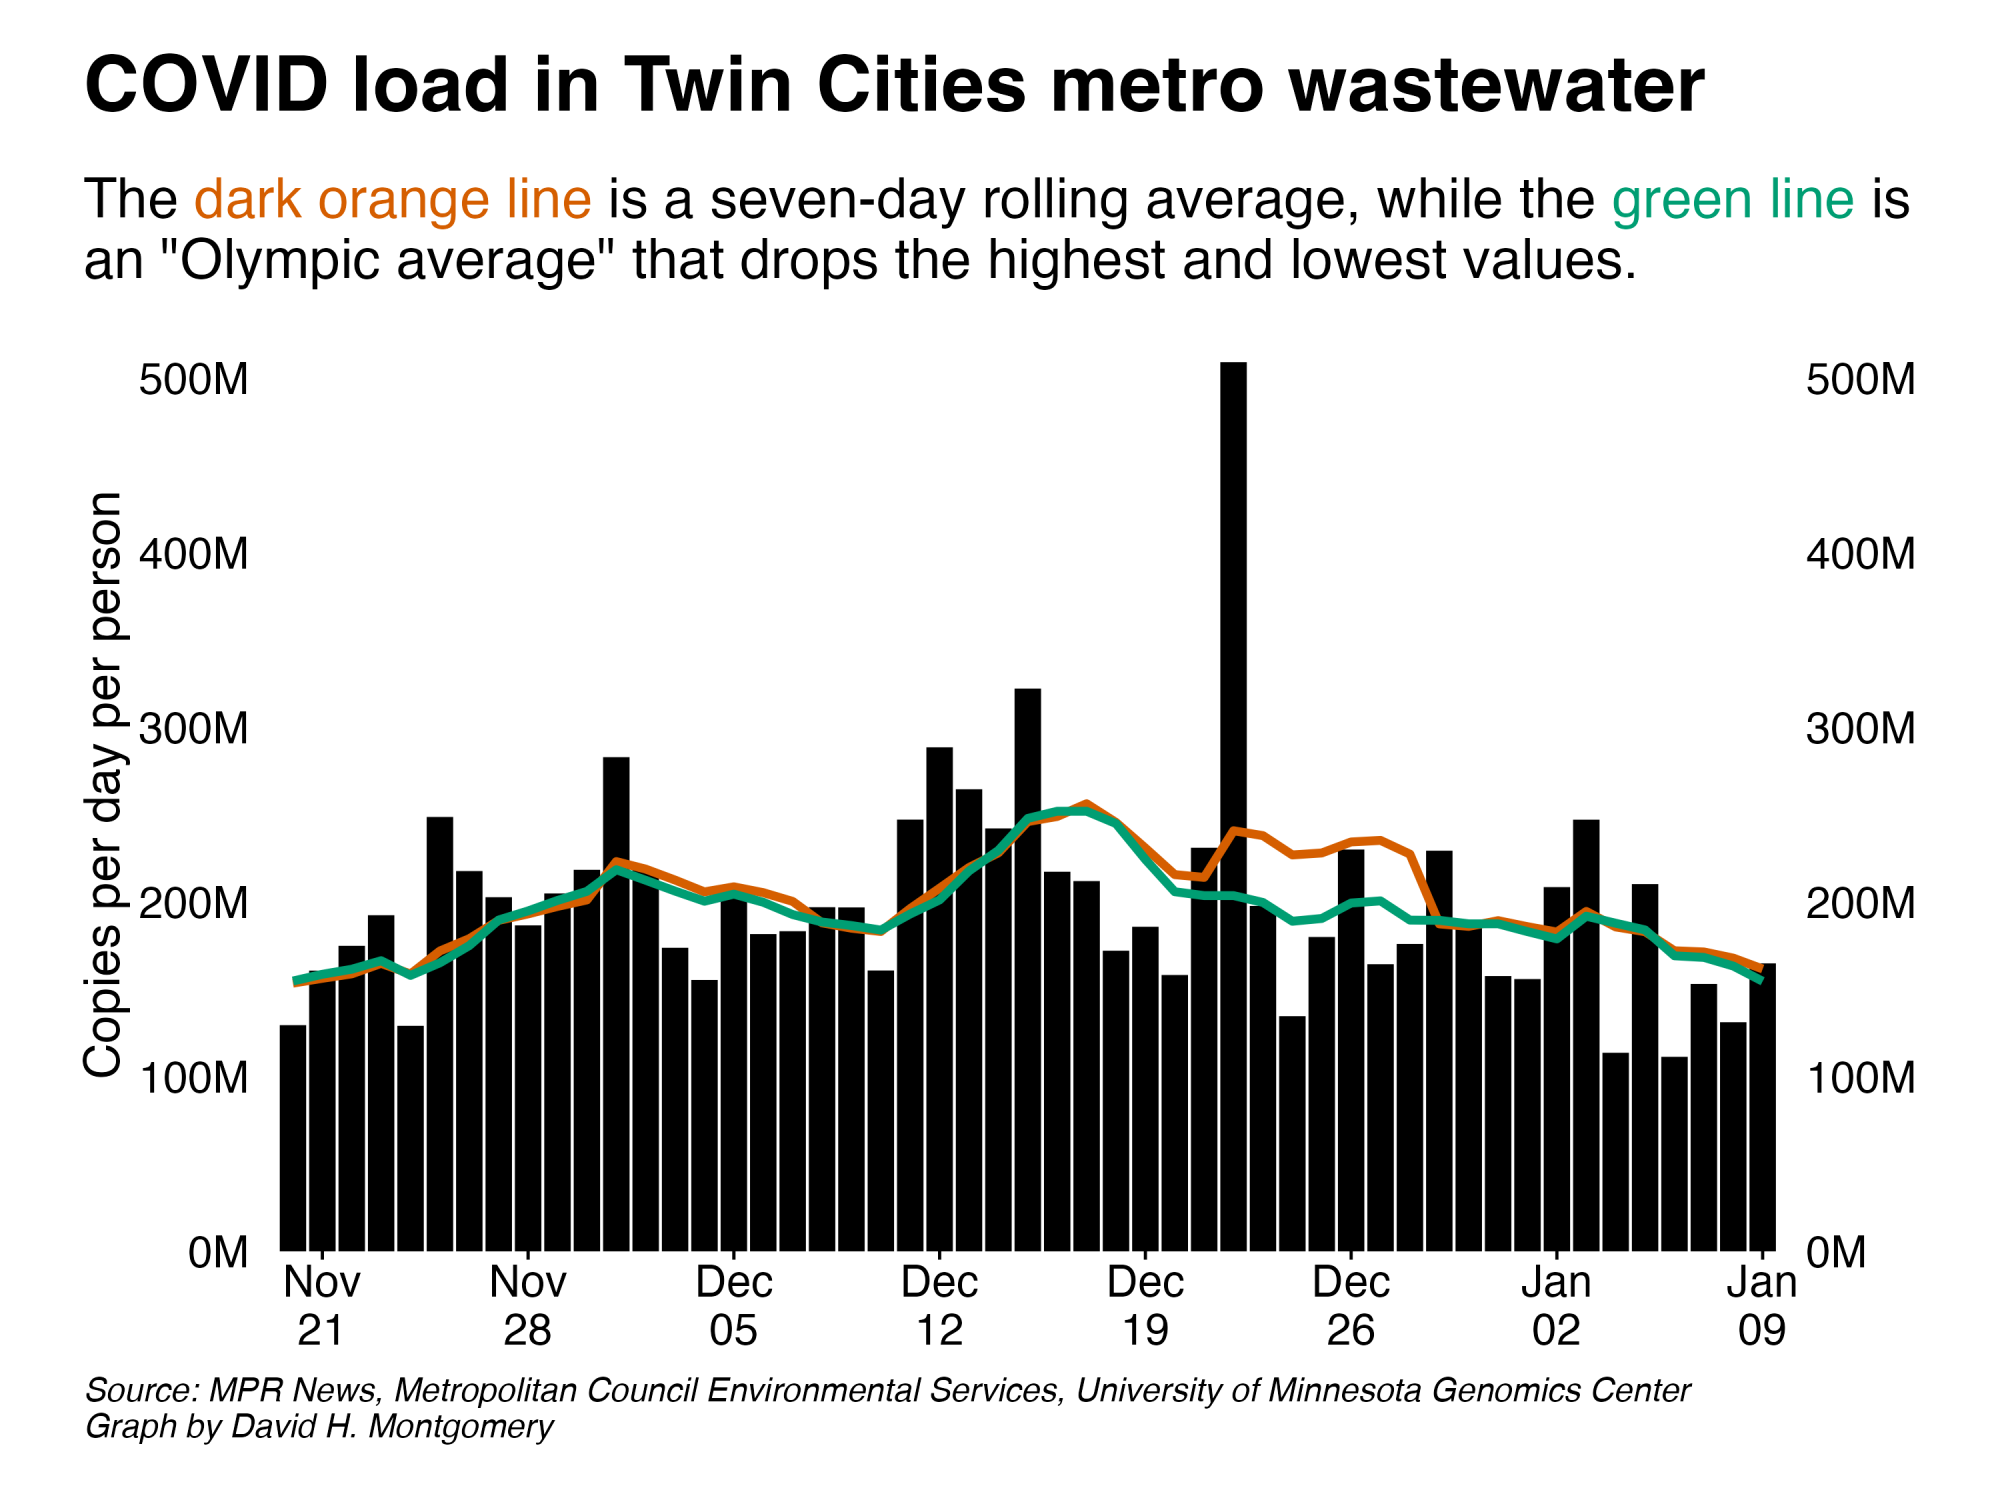 COVID load in Twin Cities metro wastewater
The dark orange line is a seven-day rolling average, while the green line is
an "Olympic average" that drops the highest and lowest values.
Copies per day per person
500M
400M
300M
200M
100M
0M
500M
400M
300M
200M
100M
0M
Nov 21
Nov 28
Dec 05
Dec 12
Dec 19
Dec 26
Jan 02
Jan 09
Source: MPR News, Metropolitan Council Environmental Services, University of Minnesota Genomics Center
Graph by David H. Montgomery